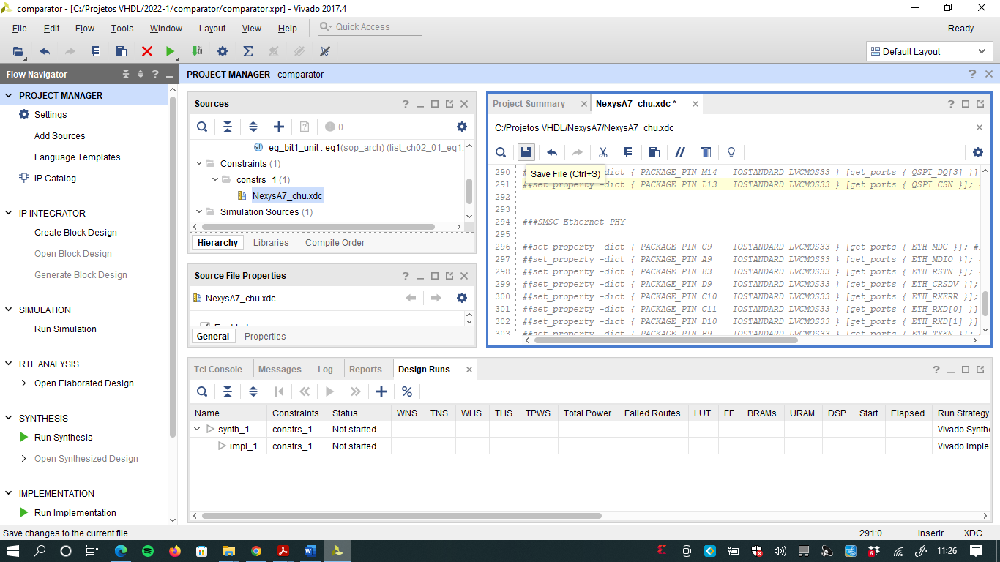 comparator - [C:/Projetos VHDL/2022-1/comparator/comparator.xpr] - Vivado 2017.4
File Edit Flow Tools Window Layout View Help Quick Access Ready
Default Layout
Flow Navigator
PROJECT MANAGER
Settings
Add Sources
Language Templates
IP Catalog
IP INTEGRATOR
Create Block Design
Open Block Design
Generate Block Design
SIMULATION
Run Simulation
RTL ANALYSIS
Open Elaborated Design
SYNTHESIS
Run Synthesis
Open Synthesized Design
IMPLEMENTATION
Run Implementation
PROJECT MANAGER - comparator
Sources
0
eq_bit1_unit : eq1(sop_arch) (list_ch02_01_eq1.
Constraints (1)
constrs_1 (1)
NexysA7_chu.xdc
Simulation Sources (1)
Hierarchy Libraries Compile Order
Source File Properties
NexysA7_chu.xdc
General Properties
Project Summary NexysA7_chu.xdc *
C:/Projetos VHDL/NexysA7/NexysA7_chu.xdc
Save File (Ctrl+S)
290 -dict { PACKAGE_PIN M14 IOSTANDARD LVCMOS33 } [get_ports { QSPI_DQ[3] }]
291 ##set_property -dict { PACKAGE_PIN L13 IOSTANDARD LVCMOS33 } [get_ports { QSPI_CSN }]; #
292
293
294 ###SMSC Ethernet PHY
295
296 ##set_property -dict { PACKAGE_PIN C9 IOSTANDARD LVCMOS33 } [get_ports { ETH_MDC }]; #
297 ##set_property -dict { PACKAGE_PIN A9 IOSTANDARD LVCMOS33 } [get_ports { ETH_MDIO }]; #
298 ##set_property -dict { PACKAGE_PIN B3 IOSTANDARD LVCMOS33 } [get_ports { ETH_RSTN }]; #
299 ##set_property -dict { PACKAGE_PIN D9 IOSTANDARD LVCMOS33 } [get_ports { ETH_CRSDV }];
300 ##set_property -dict { PACKAGE_PIN C10 IOSTANDARD LVCMOS33 } [get_ports { ETH_RXERR }];
301 ##set_property -dict { PACKAGE_PIN C11 IOSTANDARD LVCMOS33 } [get_ports { ETH_RXD[0] }]
302 ##set_property -dict { PACKAGE_PIN D10 IOSTANDARD LVCMOS33 } [get_ports { ETH_RXD[1] }]
303 ##set_property -dict { PACKAGE_PIN B9 IOSTANDARD LVCMOS33 } [get_ports { ETH_TXEN }]; #
Tcl Console Messages Log Reports Design Runs
Name Constraints Status WNS TNS WHS THS TPWS Total Power Failed Routes LUT FF BRAMs URAM DSP Start Elapsed Run Strategy
synth_1 constrs_1 Not started Vivado Synthe
impl_1 constrs_1 Not started Vivado Implem
Save changes to the current file 291:0 Inserir XDC
11:26